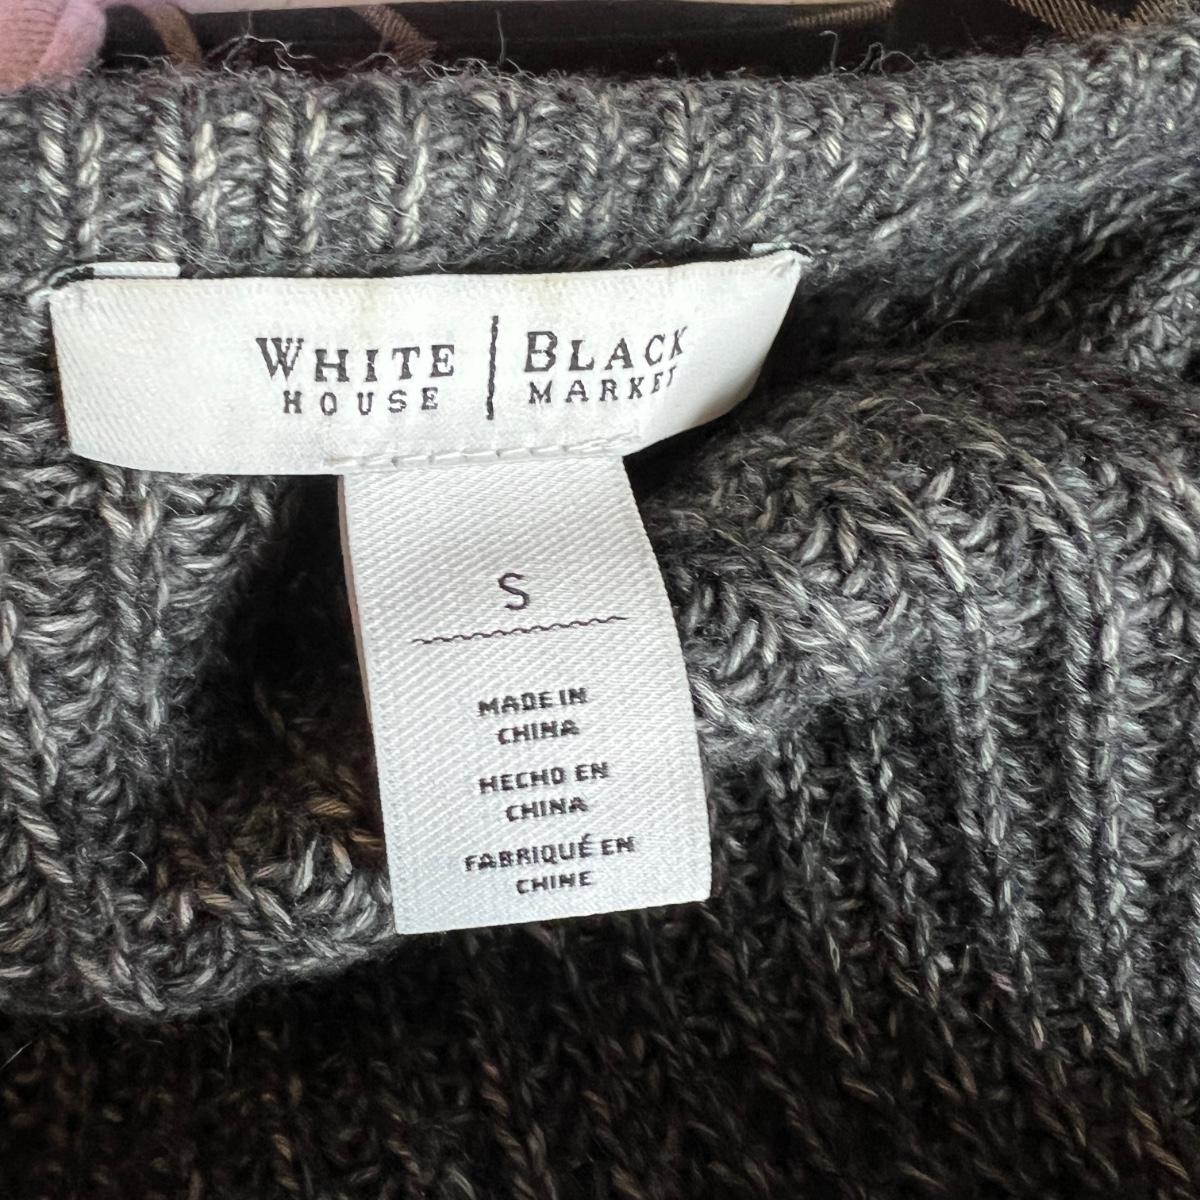 WHITE | BLACK
HOUSE | MARKET
S
MADE IN
CHINA
HECHO EN
CHINA
FABRIQUÉ EN
CHINE